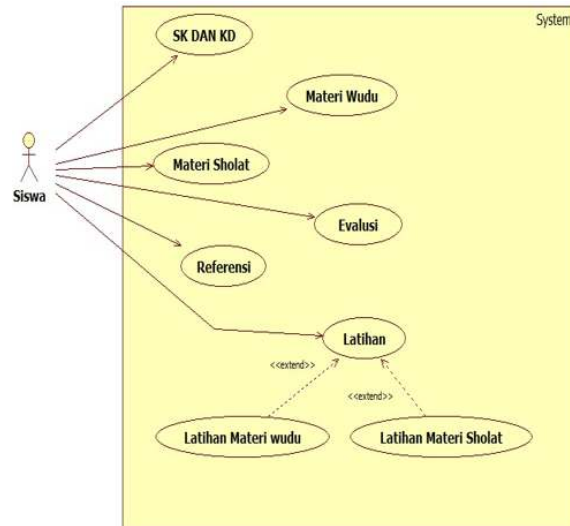 System
SK DAN KD
Materi Wudu
Materi Sholat
Siswa
Evalusi
Referensi
Latihan
<<extend>>
<<extend>>
Latihan Materi wudu
Latihan Materi Sholat